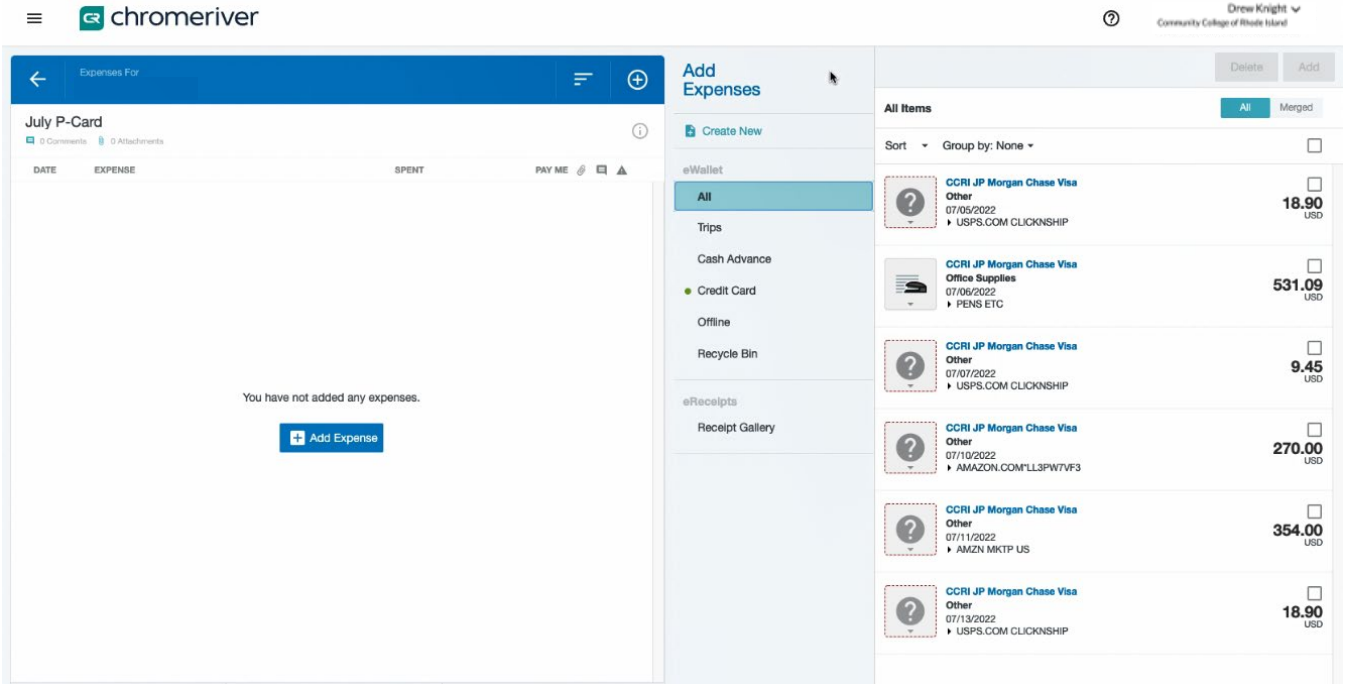 chromeriver
Drew Knight
Community College of Rhode Island
Expenses For
July P-Card
0 Comments 0 Attachments
DATE EXPENSE SPENT PAY ME
You have not added any expenses.
Add Expense
Add
Expenses
Create New
eWallet
All
Trips
Cash Advance
Credit Card
Offline
Recycle Bin
eReceipts
Receipt Gallery
Delete Add
All Items All Merged
Sort Group by: None
CCRI JP Morgan Chase Visa
Other
07/05/2022
USPS.COM CLICKNSHIP
18.90
USD
CCRI JP Morgan Chase Visa
Office Supplies
07/06/2022
PENS ETC
531.09
USD
CCRI JP Morgan Chase Visa
Other
07/07/2022
USPS.COM CLICKNSHIP
9.45
USD
CCRI JP Morgan Chase Visa
Other
07/10/2022
AMAZON.COM*LL3PW7VF3
270.00
USD
CCRI JP Morgan Chase Visa
Other
07/11/2022
AMZN MKTP US
354.00
USD
CCRI JP Morgan Chase Visa
Other
07/13/2022
USPS.COM CLICKNSHIP
18.90
USD